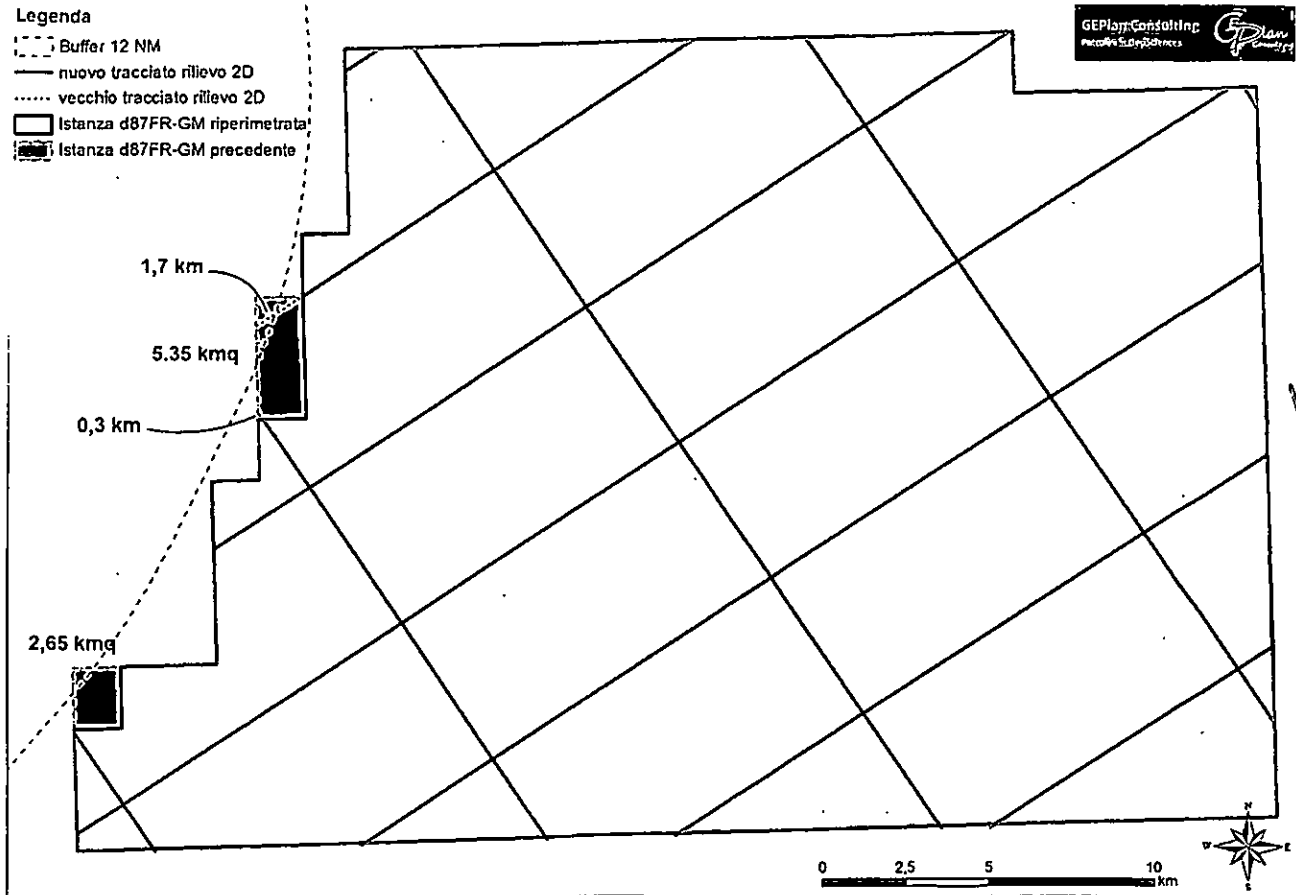 Legenda
Buffer 12 NM
nuovo tracciato rilievo 2D
vecchio tracciato rilievo 2D
Istanza d87FR-GM riperimetrata
Istanza d87FR-GM precedente
GEPlan Consulting
GEPlan
1,7 km
5.35 kmq
0,3 km
2,65 kmq
N
W
E
S
0 2,5 5 10
km